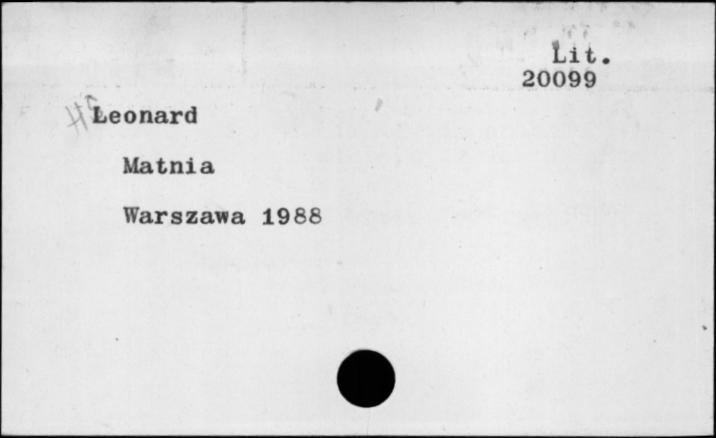 Lit.
20099
Leonard
Matnia
Warszawa 1988